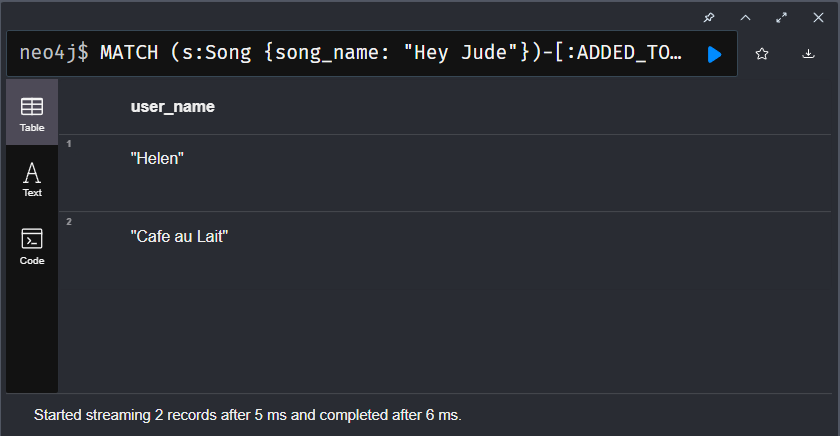 neo4j$ MATCH (s:Song {song_name: "Hey Jude"})-[:ADDED_TO…
Table
user_name
1
"Helen"
Text
2
"Cafe au Lait"
Code
Started streaming 2 records after 5 ms and completed after 6 ms.